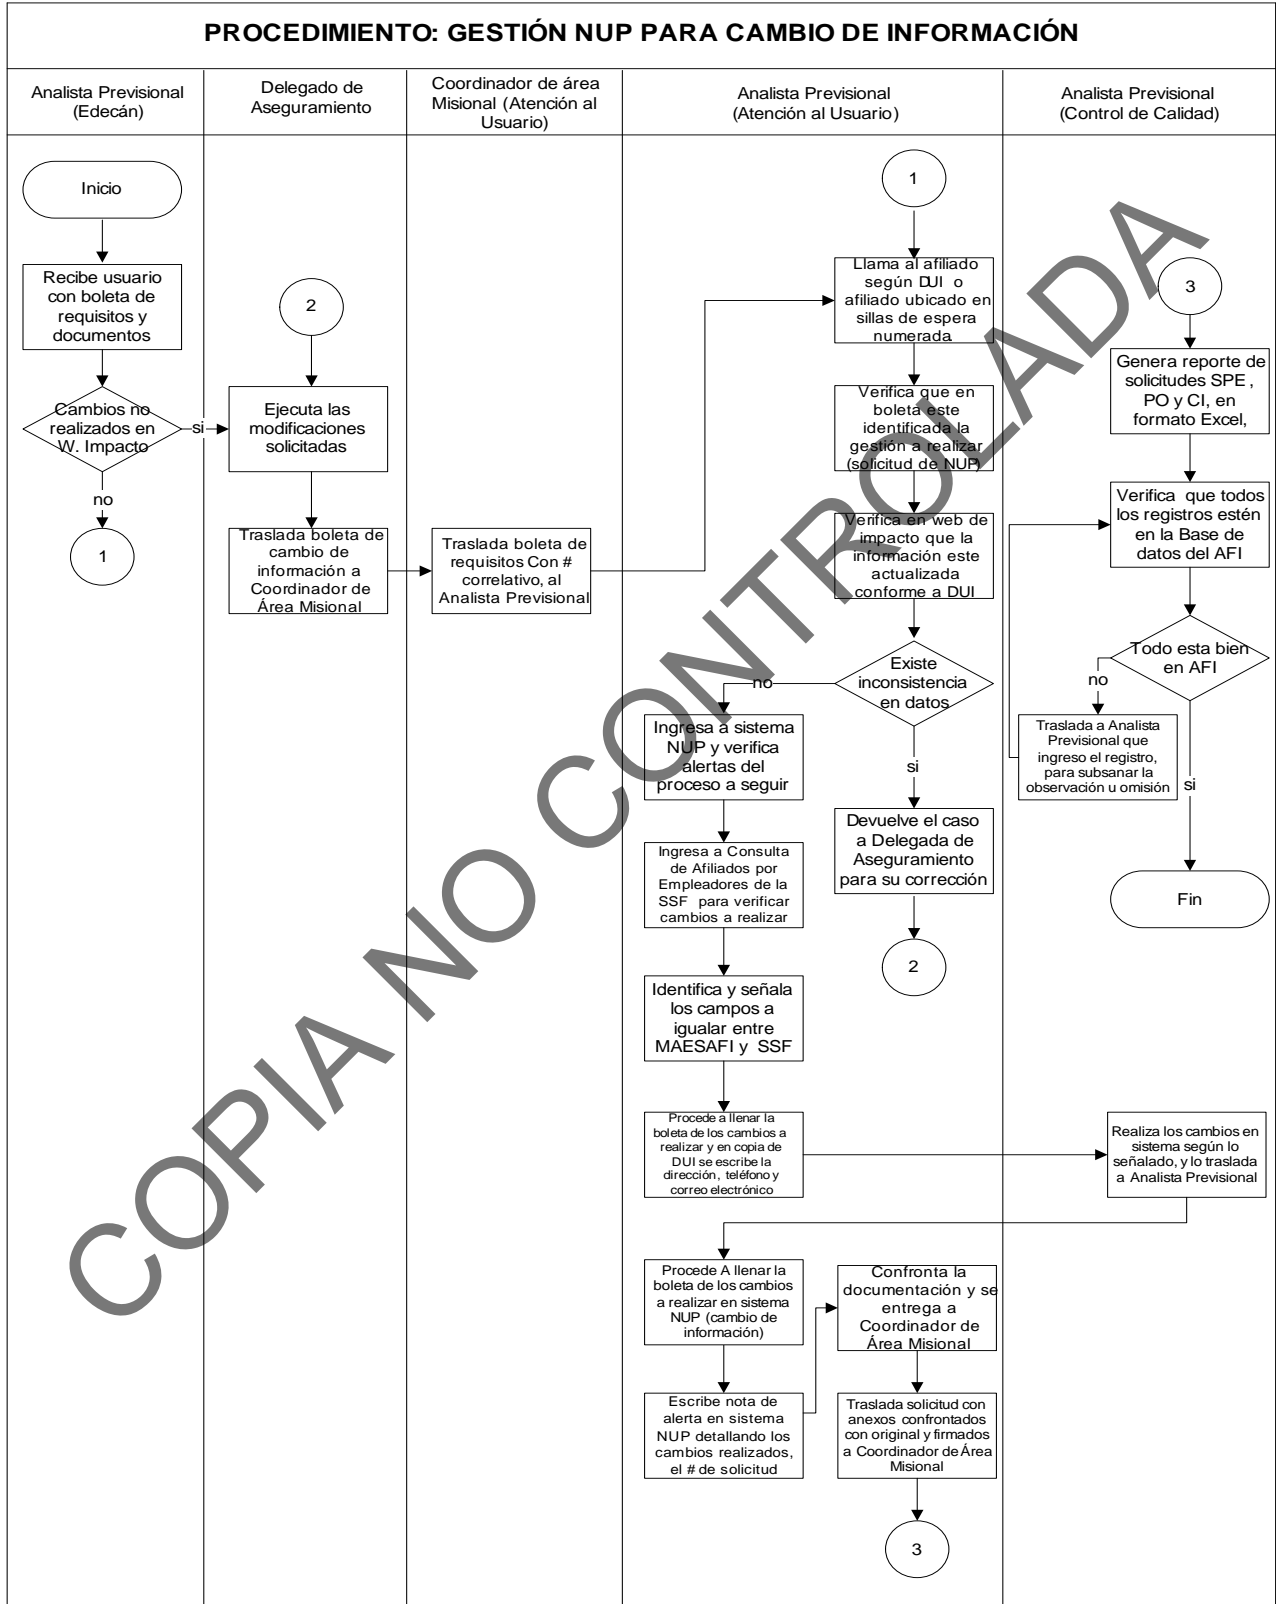 PROCEDIMIENTO: GESTIÓN NUP PARA CAMBIO DE INFORMACIÓN
Analista Previsional
(Edecán)
Delegado de
Aseguramiento
Coordinador de área
Misional (Atención al
Usuario)
Analista Previsional
(Atención al Usuario)
Analista Previsional
(Control de Calidad)
Inicio
Recibe usuario
con boleta de
requisitos y
documentos
Cambios no
realizados en
W. Impacto
si
no
1
2
Ejecuta las
modificaciones
solicitadas
Traslada boleta de
cambio de
información a
Coordinador de
Área Misional
Traslada boleta de
requisitos Con #
correlativo, al
Analista Previsional
1
Llama al afiliado
según DUI o
afiliado ubicado en
sillas de espera
numerada.
Verifica que en
boleta este
identificada la
gestión a realizar
(solicitud de NUP)
Verifica en web de
impacto que la
información este
actualizada
conforme a DUI
Existe
inconsistencia
en datos
no
si
Ingresa a sistema
NUP y verifica
alertas del
proceso a seguir
Devuelve el caso
a Delegada de
Aseguramiento
para su corrección
2
Ingresa a Consulta
de Afiliados por
Empleadores de la
SSF para verificar
cambios a realizar
Identifica y señala
los campos a
igualar entre
MAESAFI y SSF
Procede a llenar la
boleta de los cambios a
realizar y en copia de
DUI se escribe la
dirección, teléfono y
correo electrónico
Realiza los cambios en
sistema según lo
señalado, y lo traslada
a Analista Previsional
Procede A llenar la
boleta de los cambios
a realizar en sistema
NUP (cambio de
información)
Escribe nota de
alerta en sistema
NUP detallando los
cambios realizados,
el # de solicitud
Confronta la
documentación y se
entrega a
Coordinador de
Área Misional
Traslada solicitud con
anexos confrontados
con original y firmados
a Coordinador de Área
Misional
3
3
Genera reporte de
solicitudes SPE,
PO y CI, en
formato Excel,
Verifica que todos
los registros estén
en la Base de
datos del AFI
Todo esta bien
en AFI
no
si
Traslada a Analista
Previsional que
ingreso el registro,
para subsanar la
observación u omisión
Fin
COPIA NO CONTROLADA